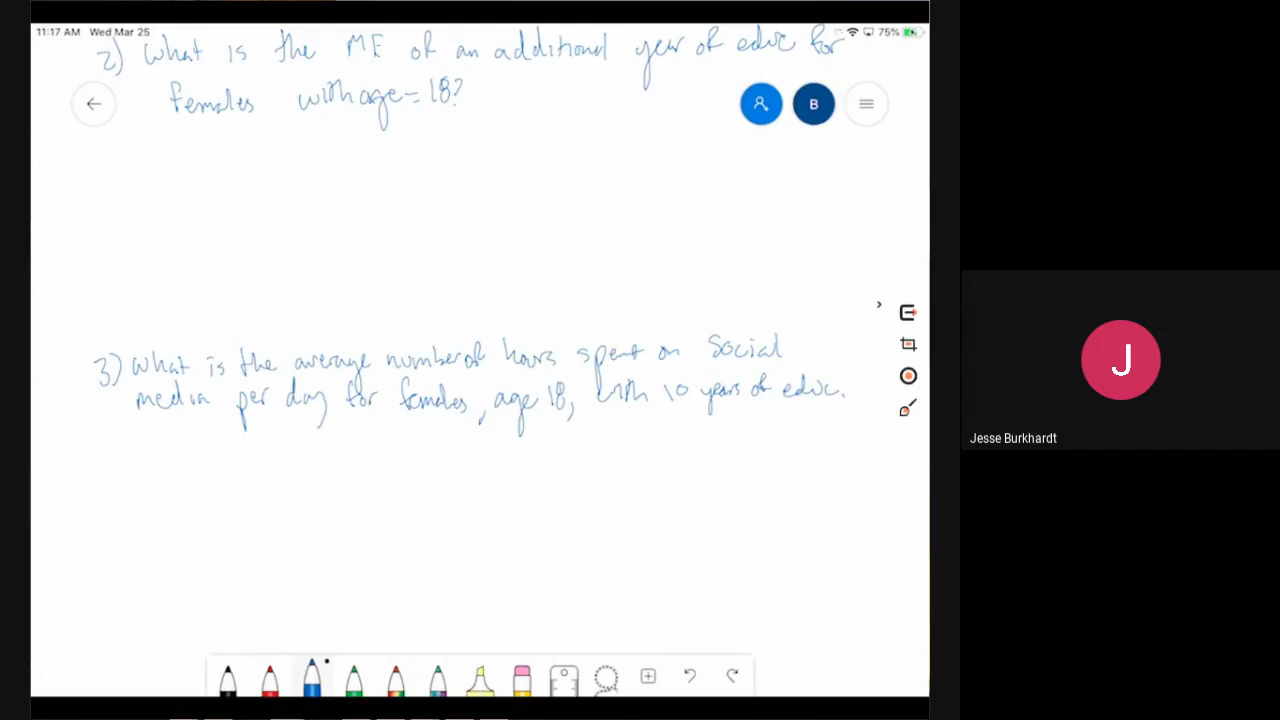 11:17 AM Wed Mar 25
75%
2) What is the ME of an additional year of educ for
females with age = 18?
B
3) What is the average number of hours spent on Social
media per day for females, age 18, with 10 years of educ.
J
Jesse Burkhardt